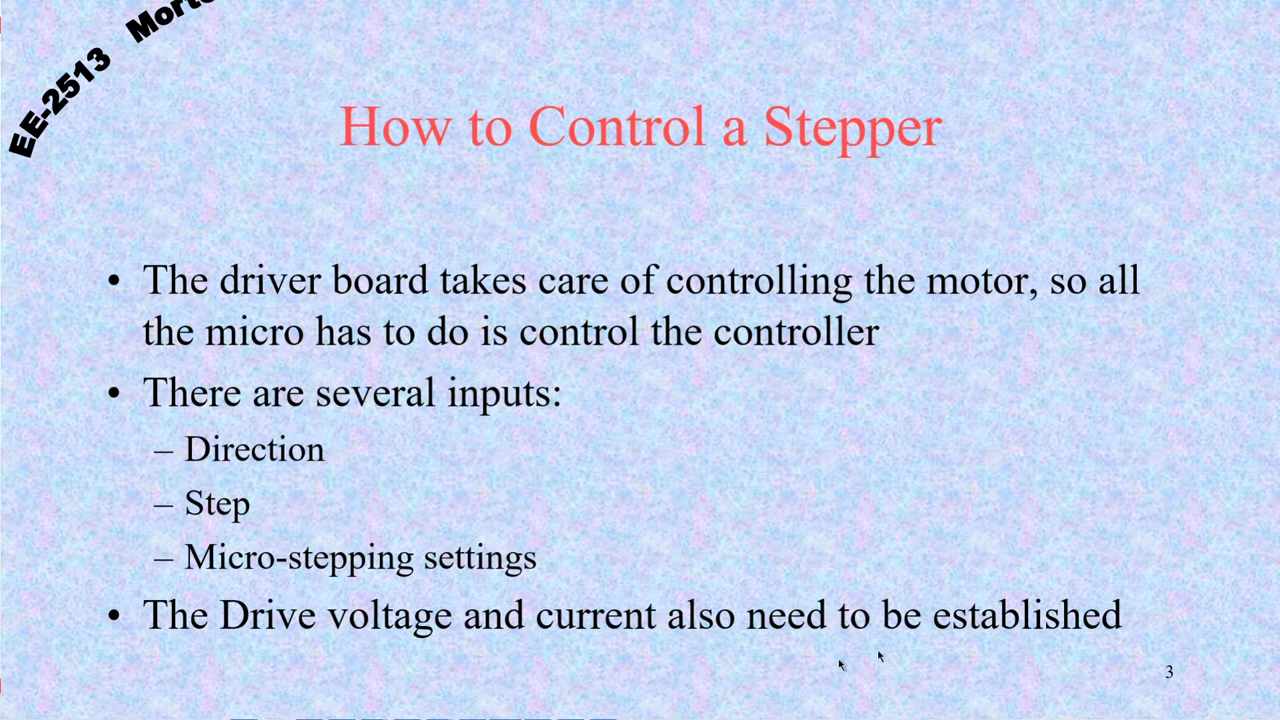 EE-2513
How to Control a Stepper
• The driver board takes care of controlling the motor, so all
the micro has to do is control the controller
• There are several inputs:
– Direction
– Step
– Micro-stepping settings
• The Drive voltage and current also need to be established
3